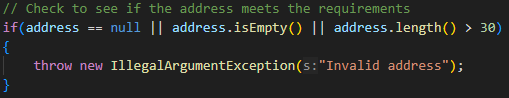 // Check to see if the address meets the requirements
if(address == null || address.isEmpty() || address.length() > 30)
{
    throw new IllegalArgumentException(s:"Invalid address");
}